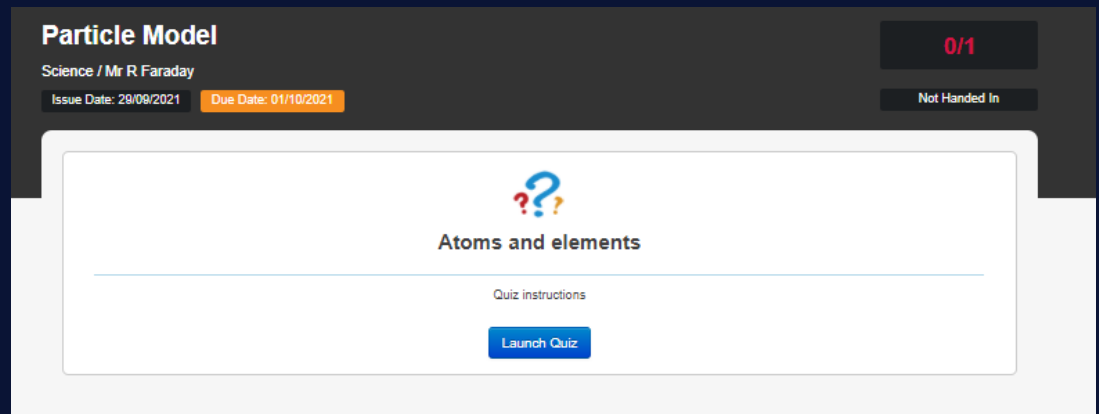 Particle Model
0/1
Science / Mr R Faraday
Issue Date: 29/09/2021 Due Date: 01/10/2021
Not Handed In
???
Atoms and elements
Quiz instructions
Launch Quiz